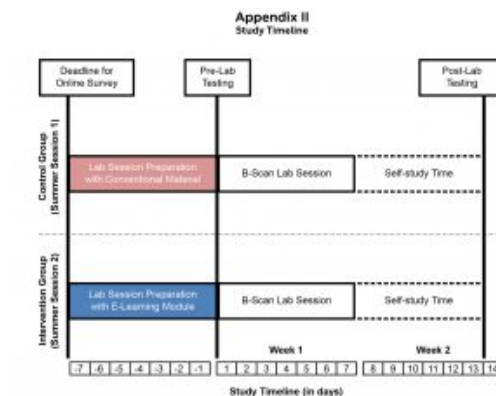 Appendix II
Study Timeline
Deadline for
Online Survey
Pre-Lab
Testing
Post-Lab
Testing
Control Group
(Summer Session 1)
Lab Session Preparation
with Conventional Material
B-Scan Lab Session
Self-study Time
Intervention Group
(Summer Session 2)
Lab Session Preparation
with E-Learning Module
B-Scan Lab Session
Self-study Time
Week 1
Week 2
-7 -6 -5 -4 -3 -2 -1 1 2 3 4 5 6 7 8 9 10 11 12 13 14
Study Timeline (in days)